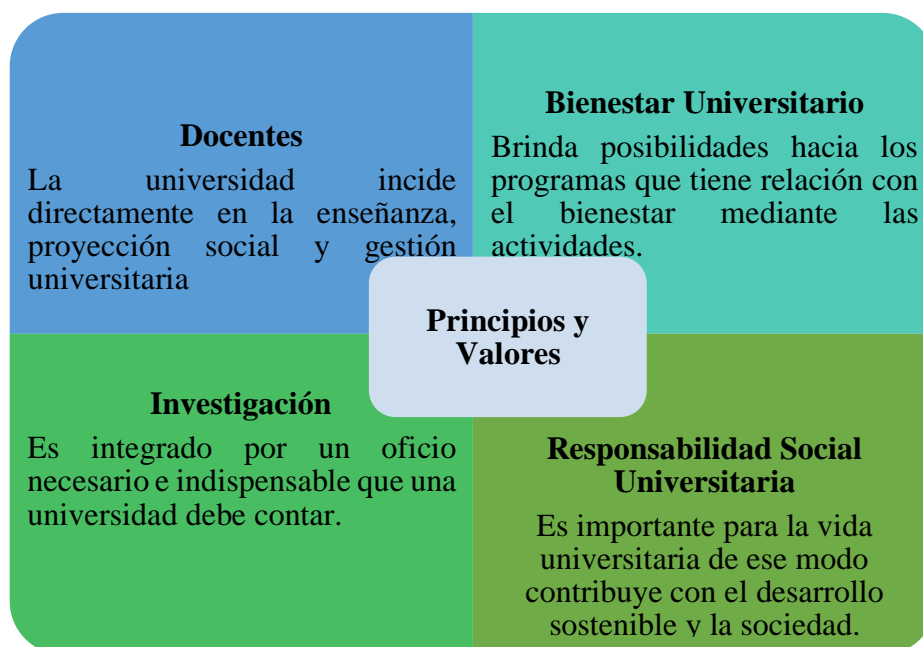 Docentes
La universidad incide
directamente en la enseñanza,
proyección social y gestión
universitaria
Bienestar Universitario
Brinda posibilidades hacia los
programas que tiene relación con
el bienestar mediante las
actividades.
Principios y
Valores
Investigación
Es integrado por un oficio
necesario e indispensable que una
universidad debe contar.
Responsabilidad Social
Universitaria
Es importante para la vida
universitaria de ese modo
contribuye con el desarrollo
sostenible y la sociedad.